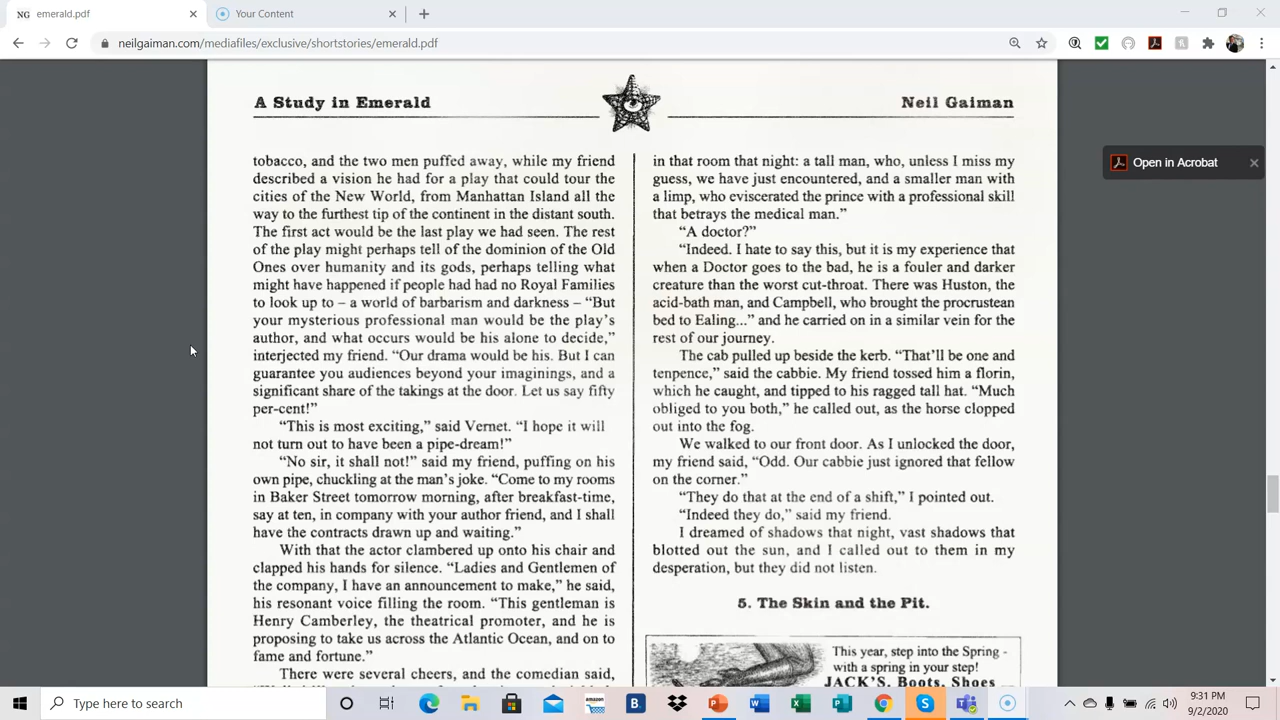 emerald.pdf
Your Content
neilgaiman.com/mediafiles/exclusive/shortstories/emerald.pdf
A Study in Emerald
Neil Gaiman
Open in Acrobat
tobacco, and the two men puffed away, while my friend
described a vision he had for a play that could tour the
cities of the New World, from Manhattan Island all the
way to the furthest tip of the continent in the distant south.
The first act would be the last play we had seen. The rest
of the play might perhaps tell of the dominion of the Old
Ones over humanity and its gods, perhaps telling what
might have happened if people had had no Royal Families
to look up to – a world of barbarism and darkness – “But
your mysterious professional man would be the play’s
author, and what occurs would be his alone to decide,”
interjected my friend. “Our drama would be his. But I can
guarantee you audiences beyond your imaginings, and a
significant share of the takings at the door. Let us say fifty
per-cent!”
“This is most exciting,” said Vernet. “I hope it will
not turn out to have been a pipe-dream!”
“No sir, it shall not!” said my friend, puffing on his
own pipe, chuckling at the man’s joke. “Come to my rooms
in Baker Street tomorrow morning, after breakfast-time,
say at ten, in company with your author friend, and I shall
have the contracts drawn up and waiting.”
With that the actor clambered up onto his chair and
clapped his hands for silence. “Ladies and Gentlemen of
the company, I have an announcement to make,” he said,
his resonant voice filling the room. “This gentleman is
Henry Camberley, the theatrical promoter, and he is
proposing to take us across the Atlantic Ocean, and on to
fame and fortune.”
There were several cheers, and the comedian said,
in that room that night: a tall man, who, unless I miss my
guess, we have just encountered, and a smaller man with
a limp, who eviscerated the prince with a professional skill
that betrays the medical man.”
“A doctor?”
“Indeed. I hate to say this, but it is my experience that
when a Doctor goes to the bad, he is a fouler and darker
creature than the worst cut-throat. There was Huston, the
acid-bath man, and Campbell, who brought the procrustean
bed to Ealing...” and he carried on in a similar vein for the
rest of our journey.
The cab pulled up beside the kerb. “That’ll be one and
tenpence,” said the cabbie. My friend tossed him a florin,
which he caught, and tipped to his ragged tall hat. “Much
obliged to you both,” he called out, as the horse clopped
out into the fog.
We walked to our front door. As I unlocked the door,
my friend said, “Odd. Our cabbie just ignored that fellow
on the corner.”
“They do that at the end of a shift,” I pointed out.
“Indeed they do,” said my friend.
I dreamed of shadows that night, vast shadows that
blotted out the sun, and I called out to them in my
desperation, but they did not listen.
5. The Skin and the Pit.
This year, step into the Spring -
with a spring in your step!
JACK'S. Boots, Shoes
Type here to search
9:31 PM
9/2/2020